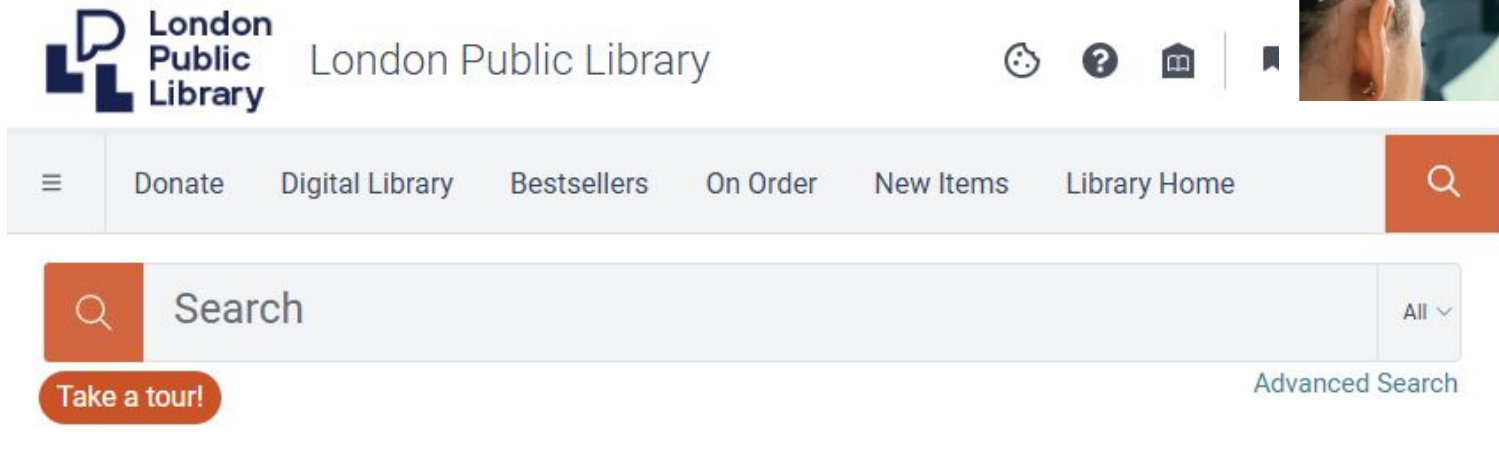 London
Public
Library
London Public Library
Donate Digital Library Bestsellers On Order New Items Library Home
Search
All
Take a tour!
Advanced Search